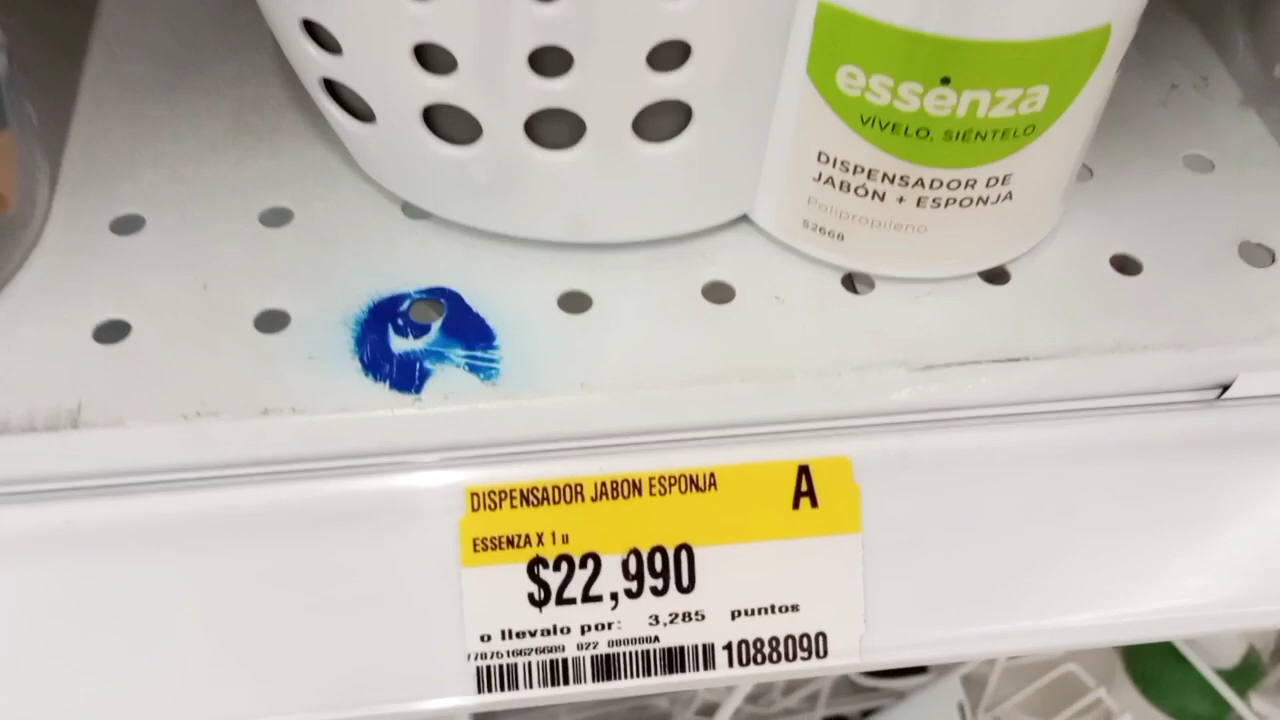 essenza
VÍVELO, SIÉNTELO
DISPENSADOR DE
JABÓN + ESPONJA
Polipropileno
52668
DISPENSADOR JABON ESPONJA A
ESSENZA X 1 u
$22,990
o llevalo por: 3,285 puntos
022 000000A
1088090